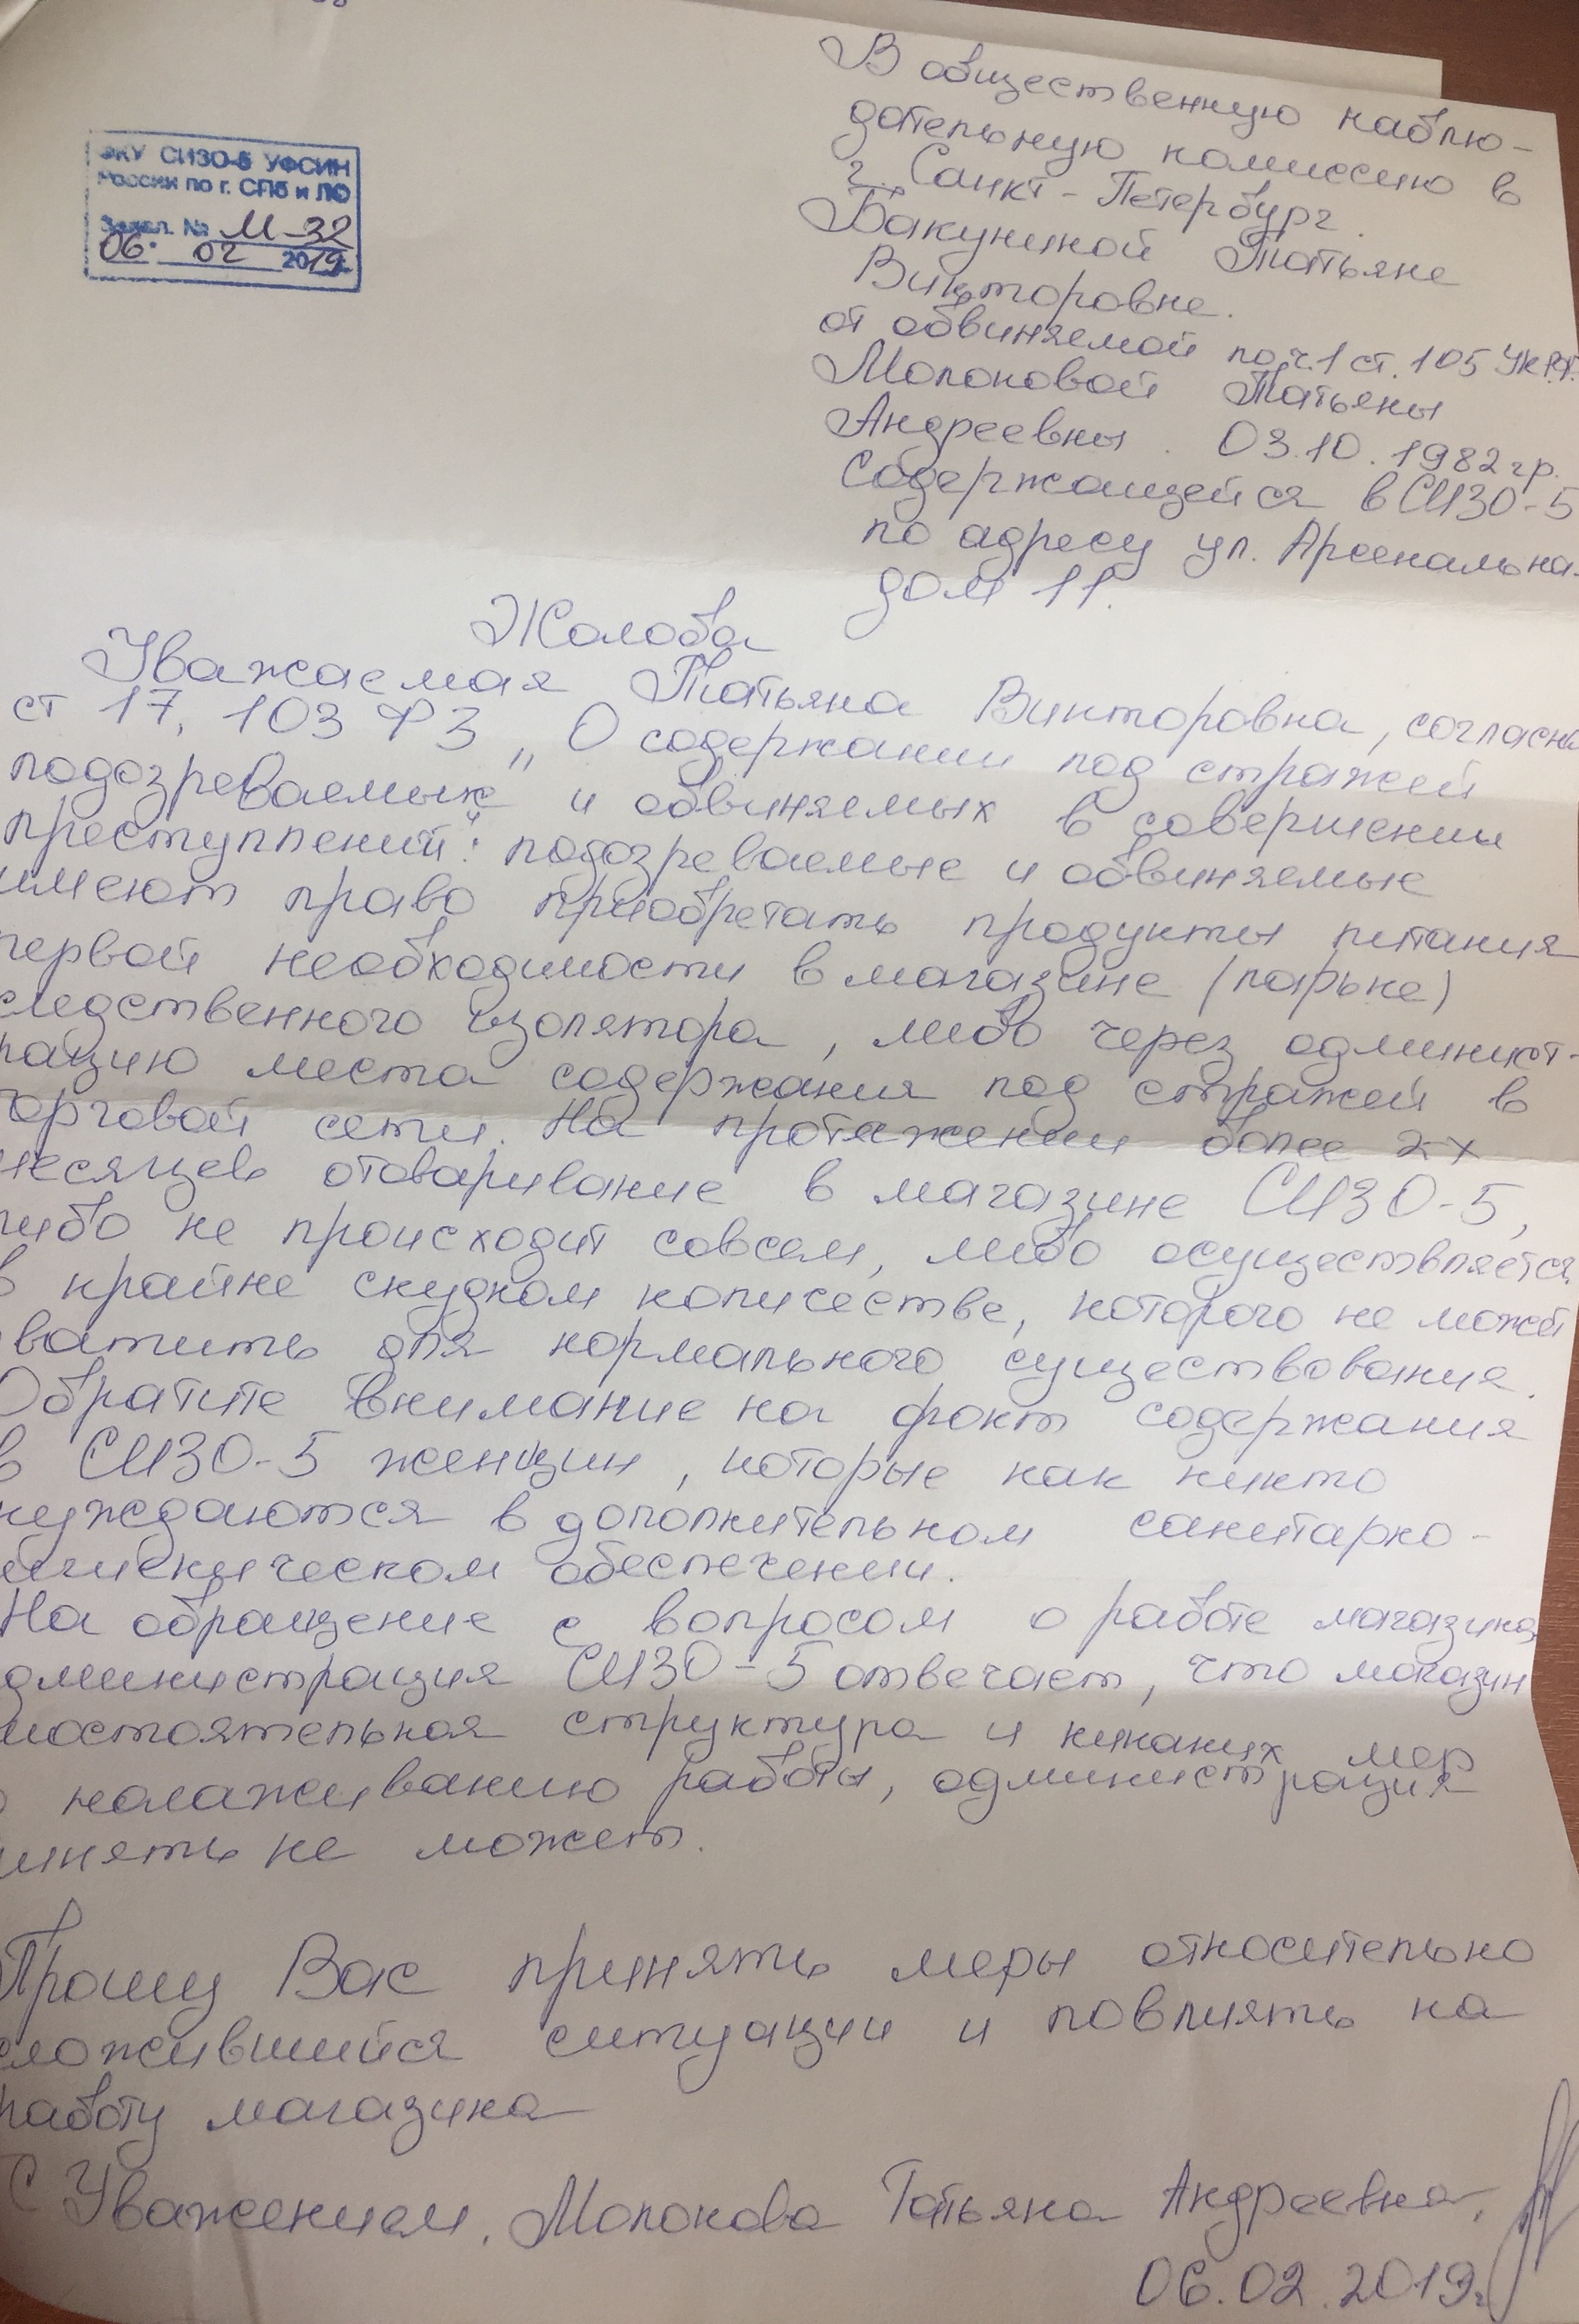 ФКУ СИЗО-5 УФСИН
России по г. СПб и ЛО
Закл. № М-32
06. 02 2019г.
В общественную наблю-
дательную комиссию в
г. Санкт-Петербург.
Бакуниной Татьяне
Викторовне.
от обвиняемой по ч.1 ст. 105 УК РФ.
Молоковой Татьяны
Андреевны. 03.10.1982 гр.
Содержащейся в СИЗО-5
по адресу ул. Арсенальна
дом 11.
Жалоба
Уважаемая Татьяна Викторовна, согласно
ст 17, 103 ФЗ „О содержании под стражей
подозреваемых и обвиняемых в совершении
преступлений": подозреваемые и обвиняемые
имеют право приобретать продукты питания
первой необходимости в магазине (ларьке)
следственного изолятора, либо через админист-
рацию места содержания под стражей в
торговой сети. На протяжении более 2х
месяцев отоваривание в магазине СИЗО-5,
либо не происходит совсем, либо осуществляется
в крайне скудном количестве, которого не может
хватить для нормального существования.
Обратите внимание на факт содержания
в СИЗО-5 женщин, которые как никто
нуждаются в дополнительном санитарно-
гигиеническом обеспечении.
На обращение с вопросом о работе магазина
администрация СИЗО-5 отвечает, что магазин
самостоятельная структура и никаких мер
по налаживанию работы, администрация
принять не может.
Прошу Вас принять меры относительно
сложившийся ситуации и повлиять на
работу магазина
С Уважением, Молокова Татьяна Андреевна.
06.02.2019г.